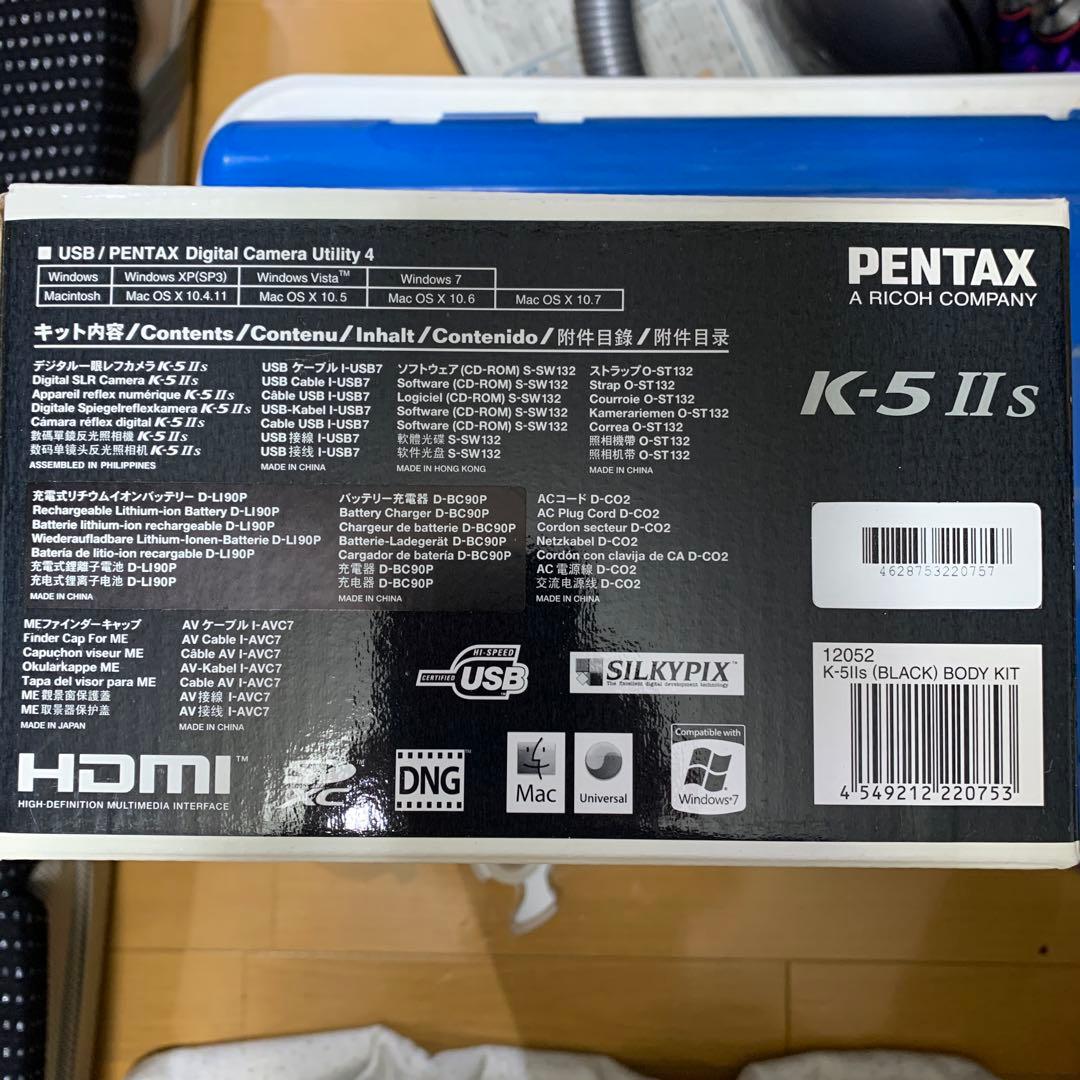 ■ USB / PENTAX Digital Camera Utility 4
Windows Windows XP(SP3) Windows Vista™ Windows 7
Macintosh Mac OS X 10.4.11 Mac OS X 10.5 Mac OS X 10.6 Mac OS X 10.7
PENTAX
A RICOH COMPANY
キット内容/Contents/Contenu/Inhalt/Contenido/附件目錄/附件目录
デジタル一眼レフカメラ K-5 II s
Digital SLR Camera K-5 II s
Appareil reflex numérique K-5 II s
Digitale Spiegelreflexkamera K-5 II s
Cámara réflex digital K-5 II s
數碼單鏡反光照相機 K-5 II s
数码单镜头反光照相机 K-5 II s
ASSEMBLED IN PHILIPPINES
USB ケーブル I-USB7
USB Cable I-USB7
Câble USB I-USB7
USB-Kabel I-USB7
Cable USB I-USB7
USB 接線 I-USB7
USB 接线 I-USB7
MADE IN CHINA
ソフトウェア(CD-ROM) S-SW132
Software (CD-ROM) S-SW132
Logiciel (CD-ROM) S-SW132
Software (CD-ROM) S-SW132
Software (CD-ROM) S-SW132
軟體光碟 S-SW132
软件光盘 S-SW132
MADE IN HONG KONG
ストラップ O-ST132
Strap O-ST132
Courroie O-ST132
Kamerariemen O-ST132
Correa O-ST132
照相機帶 O-ST132
照相机带 O-ST132
MADE IN CHINA
K-5 II s
充電式リチウムイオンバッテリー D-LI90P
Rechargeable Lithium-ion Battery D-LI90P
Batterie lithium-ion rechargeable D-LI90P
Wiederaufladbare Lithium-Ionen-Batterie D-LI90P
Batería de litio-ion recargable D-LI90P
充電式鋰離子電池 D-LI90P
充电式锂离子电池 D-LI90P
MADE IN CHINA
バッテリー充電器 D-BC90P
Battery Charger D-BC90P
Chargeur de batterie D-BC90P
Batterie-Ladegerät D-BC90P
Cargador de batería D-BC90P
充電器 D-BC90P
充电器 D-BC90P
MADE IN CHINA
ACコード D-CO2
AC Plug Cord D-CO2
Cordon secteur D-CO2
Netzkabel D-CO2
Cordón con clavija de CA D-CO2
AC 電源線 D-CO2
交流电源线 D-CO2
MADE IN CHINA
4628753220757
MEファインダーキャップ
Finder Cap For ME
Capuchon viseur ME
Okularkappe ME
Tapa del visor para ME
ME 觀景窗保護蓋
ME 取景器保护盖
MADE IN JAPAN
AV ケーブル I-AVC7
AV Cable I-AVC7
Câble AV I-AVC7
AV-Kabel I-AVC7
Cable AV I-AVC7
AV 接線 I-AVC7
AV 接线 I-AVC7
MADE IN CHINA
HI-SPEED
CERTIFIED USB
SILKYPIX™
The Excellent digital development technology
12052
K-5IIs (BLACK) BODY KIT
4 549212 220753
HDMI™
HIGH-DEFINITION MULTIMEDIA INTERFACE
SD XC™
DNG™
Mac
Universal
Compatible with
Windows®7